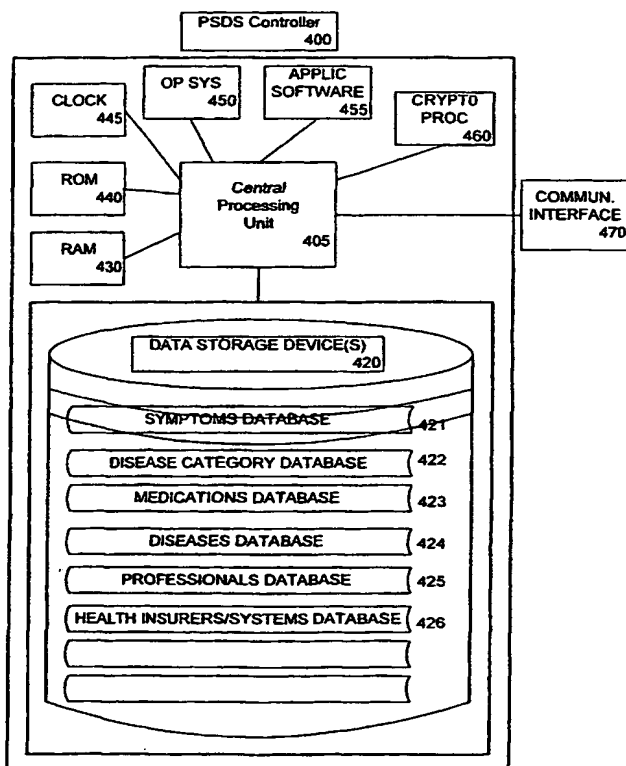 PSDS Controller
400
CLOCK
445
OP SYS
450
APPLIC
SOFTWARE
455
CRYPT0
PROC
460
ROM
440
Central
Processing
Unit
405
COMMUN.
INTERFACE
470
RAM
430
DATA STORAGE DEVICE(S)
420
SYMPTOMS DATABASE 421
DISEASE CATEGORY DATABASE 422
MEDICATIONS DATABASE 423
DISEASES DATABASE 424
PROFESSIONALS DATABASE 425
HEALTH INSURERS/SYSTEMS DATABASE 426